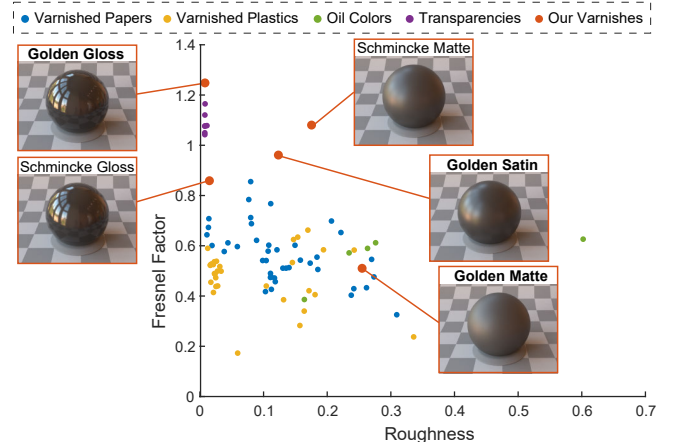 Varnished Papers Varnished Plastics Oil Colors Transparencies Our Varnishes
Golden Gloss
Schmincke Matte
Schmincke Gloss
Golden Satin
Golden Matte
Fresnel Factor
1.4
1.2
1
0.8
0.6
0.4
0.2
0
0 0.1 0.2 0.3 0.4 0.5 0.6 0.7
Roughness